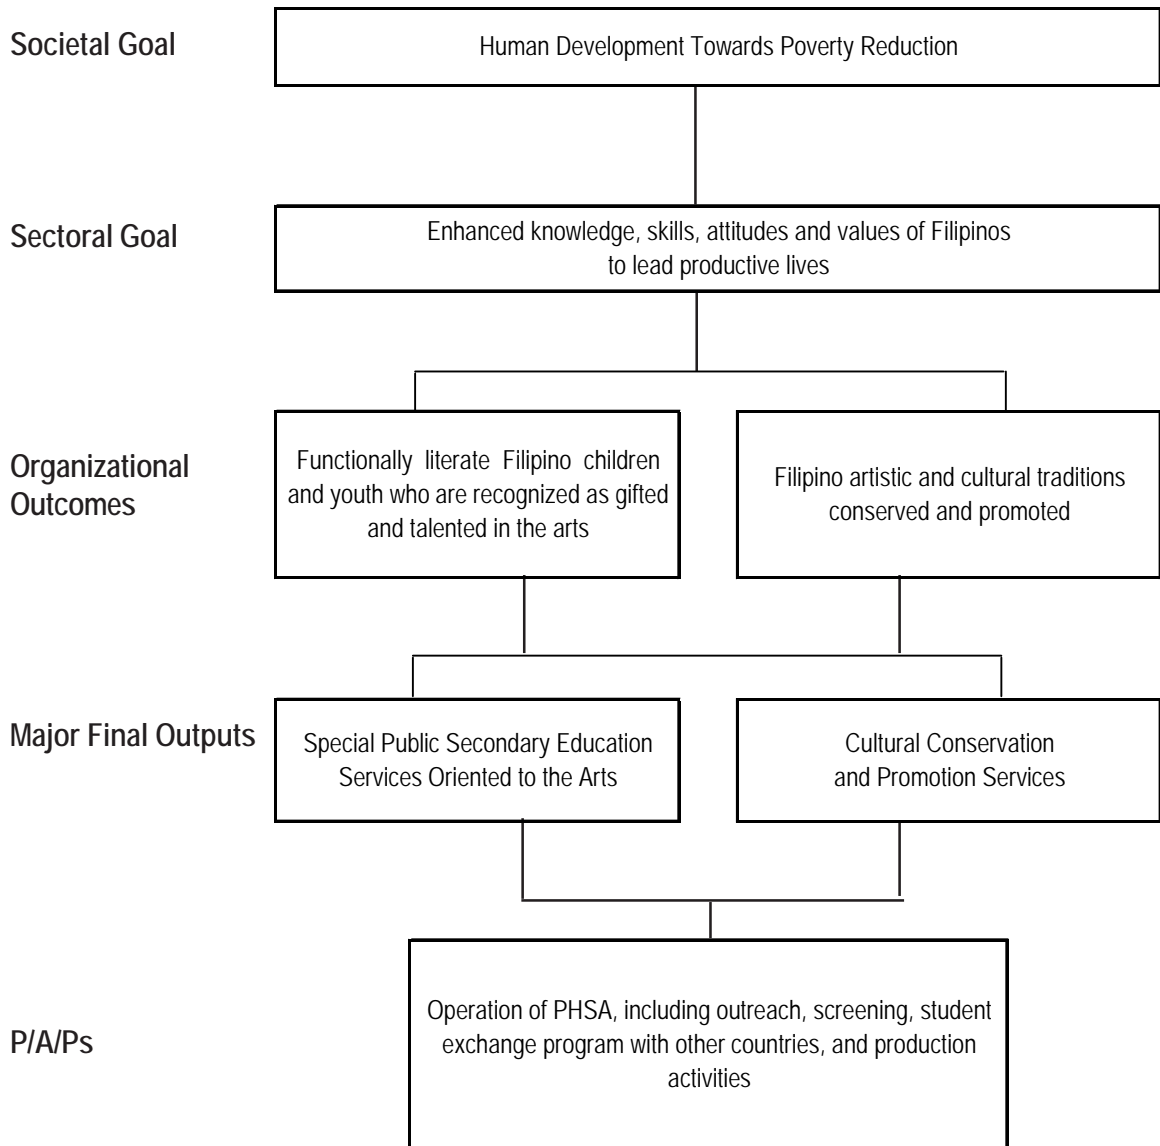 Societal Goal
Human Development Towards Poverty Reduction
Sectoral Goal
Enhanced knowledge, skills, attitudes and values of Filipinos
to lead productive lives
Organizational
Outcomes
Functionally literate Filipino children
and youth who are recognized as gifted
and talented in the arts
Filipino artistic and cultural traditions
conserved and promoted
Major Final Outputs
Special Public Secondary Education
Services Oriented to the Arts
Cultural Conservation
and Promotion Services
P/A/Ps
Operation of PHSA, including outreach, screening, student
exchange program with other countries, and production
activities